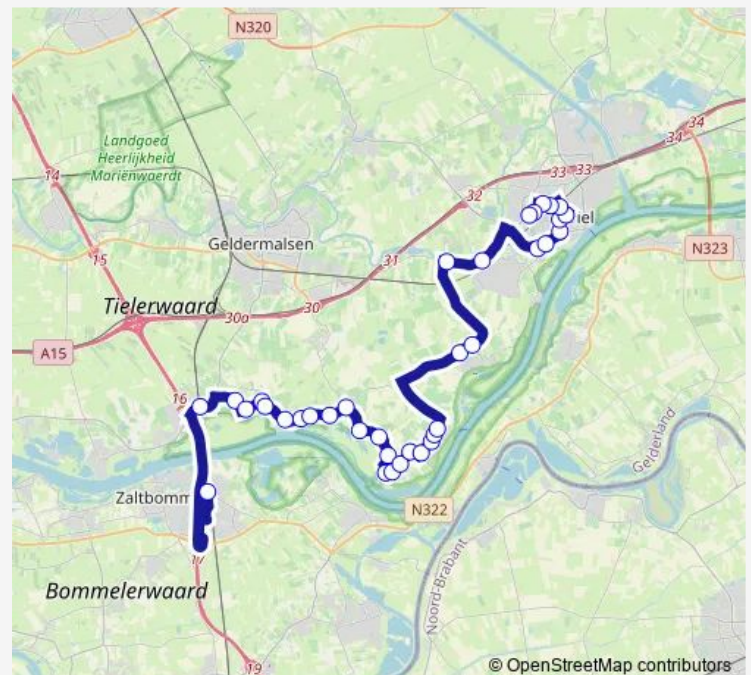 N320
Landgoed
Heerlijkheid
Mariënwaerdt
14
34
34
33
33
32
iel
Geldermalsen
N323
15
31
Tielerwaard
30
30a
A15
16
Gelderland
Zaltbomm
N322
17
Bommelerwaard
Noord-Brabant
19
© OpenStreetMap contributors